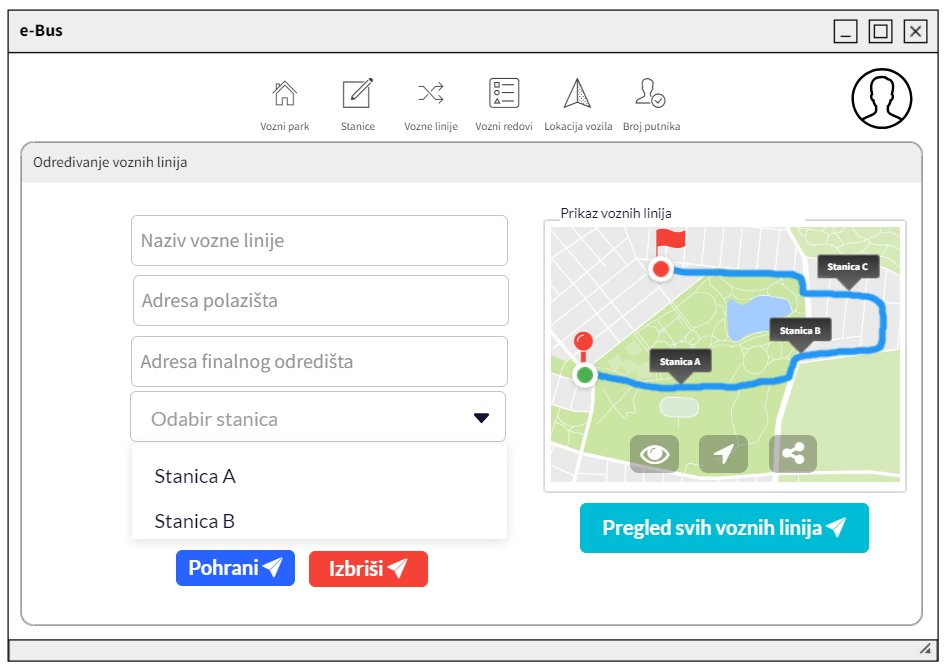 e-Bus
Vozni park
Stanice
Vozne linije
Vozni redovi
Lokacija vozila
Broj putnika
Određivanje voznih linija
Naziv vozne linije
Adresa polazišta
Adresa finalnog odredišta
Odabir stanica
Stanica A
Stanica B
Pohrani
Izbriši
Prikaz voznih linija
Stanica C
Stanica B
Stanica A
Pregled svih voznih linija